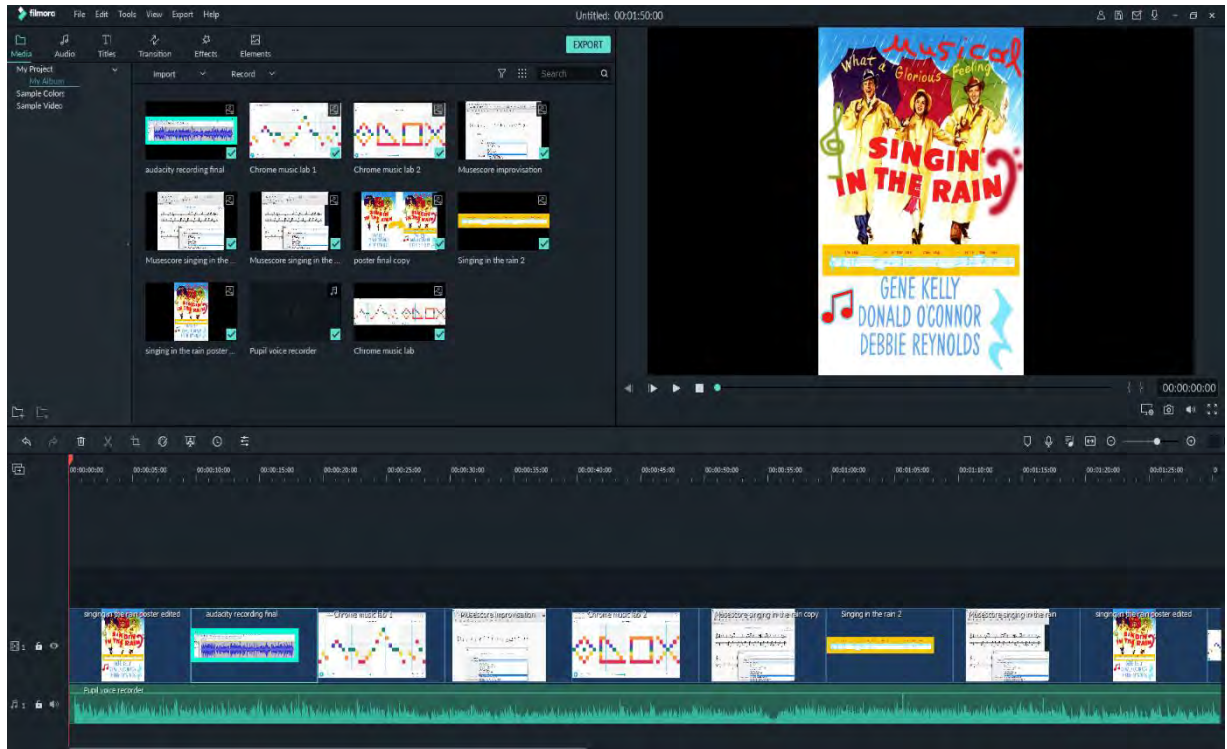 filmora File Edit Tools View Export Help Untitled: 00:01:50:00
Media Audio Titles Transition Effects Elements EXPORT
My Project Import Record Search
My Album
Sample Colors
Sample Video
audacity recording final Chrome music lab 1 Chrome music lab 2 Musescore improvisation
Musescore singing in the ... Musescore singing in the ... poster final copy Singing in the rain 2
singing in the rain poster ... Pupil voice recorder Chrome music lab
musical
What a Glorious Feeling
SINGIN'
IN THE RAIN
GENE KELLY
DONALD O'CONNOR
DEBBIE REYNOLDS
00:00:00:00
00:00:00:00 00:00:05:00 00:00:10:00 00:00:15:00 00:00:20:00 00:00:25:00 00:00:30:00 00:00:35:00 00:00:40:00 00:00:45:00 00:00:50:00 00:00:55:00 00:01:00:00 00:01:05:00 00:01:10:00 00:01:15:00 00:01:20:00 00:01:25:00 0
singing in the rain poster edited audacity recording final Chrome music lab 1 Musescore improvisation Chrome music lab 2 Musescore singing in the rain copy Singing in the rain 2 Musescore singing in the rain singing in the rain poster edited
1
Pupil voice recorder
1